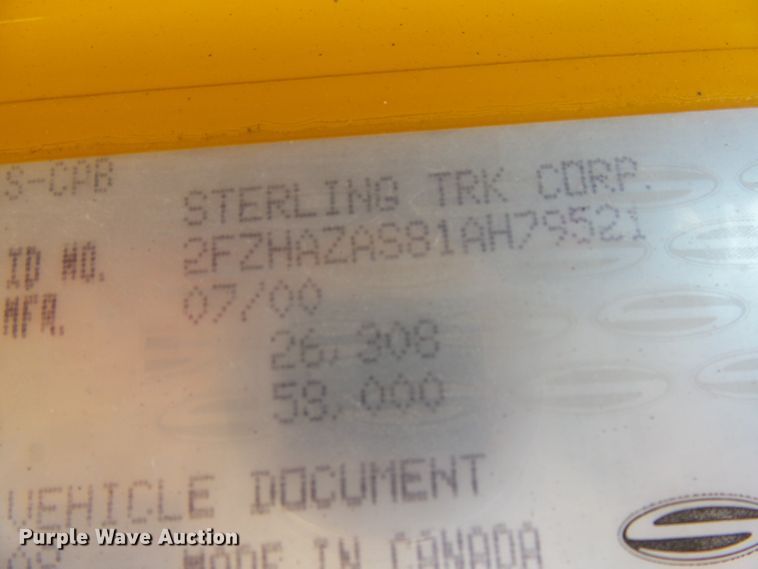 S-CPB STERLING TRK CORP.
ID NO. 2FZHAZAS81AH79521
MFR. 07/00
26,308
58,000
VEHICLE DOCUMENT
MADE IN CANADA
Purple Wave Auction